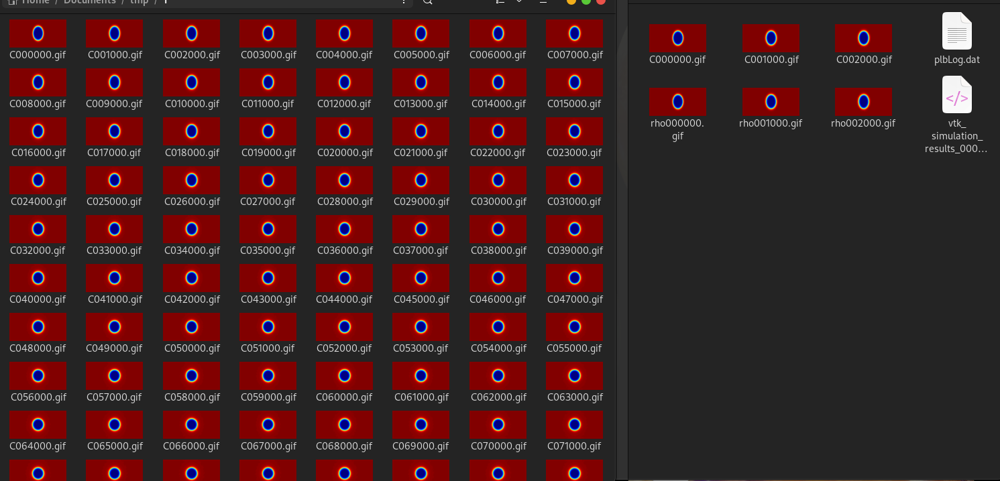 Home / Documents / tmp /
C000000.gif C001000.gif C002000.gif C003000.gif C004000.gif C005000.gif C006000.gif C007000.gif
C008000.gif C009000.gif C010000.gif C011000.gif C012000.gif C013000.gif C014000.gif C015000.gif
C016000.gif C017000.gif C018000.gif C019000.gif C020000.gif C021000.gif C022000.gif C023000.gif
C024000.gif C025000.gif C026000.gif C027000.gif C028000.gif C029000.gif C030000.gif C031000.gif
C032000.gif C033000.gif C034000.gif C035000.gif C036000.gif C037000.gif C038000.gif C039000.gif
C040000.gif C041000.gif C042000.gif C043000.gif C044000.gif C045000.gif C046000.gif C047000.gif
C048000.gif C049000.gif C050000.gif C051000.gif C052000.gif C053000.gif C054000.gif C055000.gif
C056000.gif C057000.gif C058000.gif C059000.gif C060000.gif C061000.gif C062000.gif C063000.gif
C064000.gif C065000.gif C066000.gif C067000.gif C068000.gif C069000.gif C070000.gif C071000.gif
C000000.gif C001000.gif C002000.gif plbLog.dat
rho000000.
gif
rho001000.gif
rho002000.gif
vtk_
simulation_
results_000...